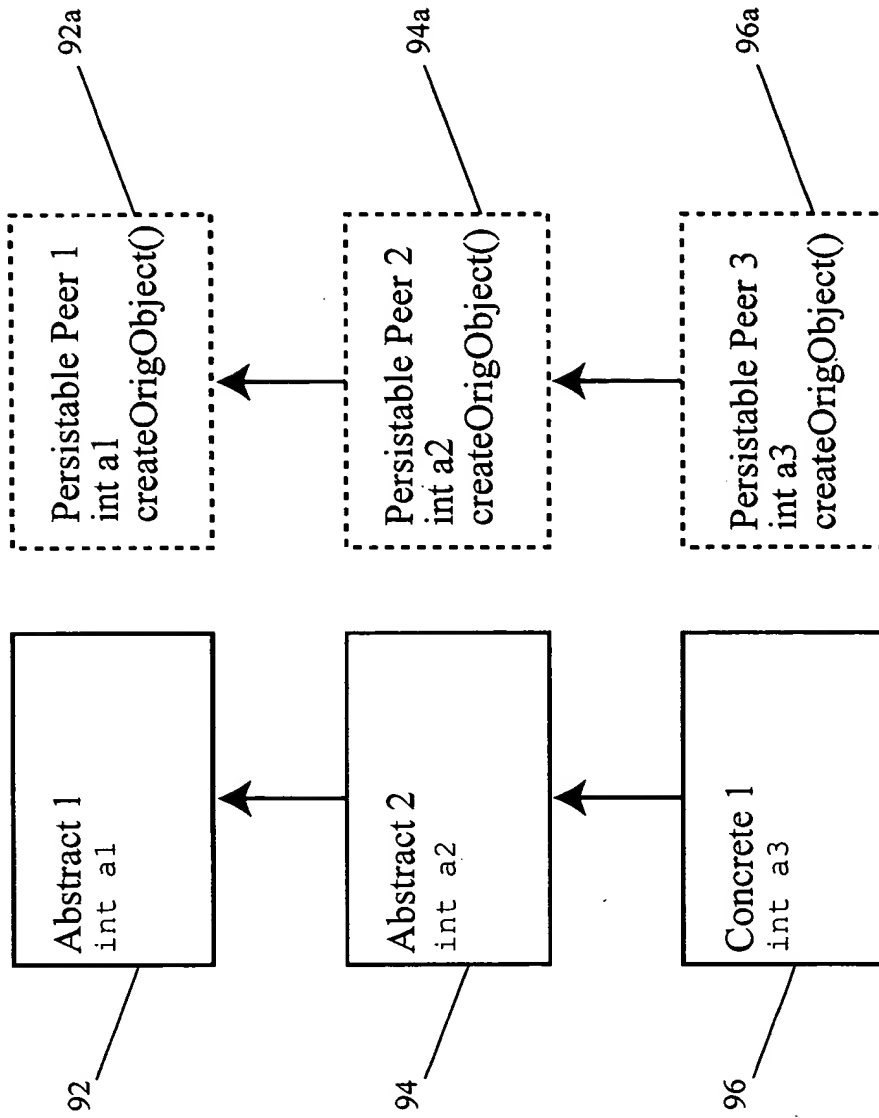 92
Abstract 1
int a1
Persistable Peer 1
int a1
createOrigObject()
92a
94
Abstract 2
int a2
Persistable Peer 2
int a2
createOrigObject()
94a
96
Concrete 1
int a3
Persistable Peer 3
int a3
createOrigObject()
96a